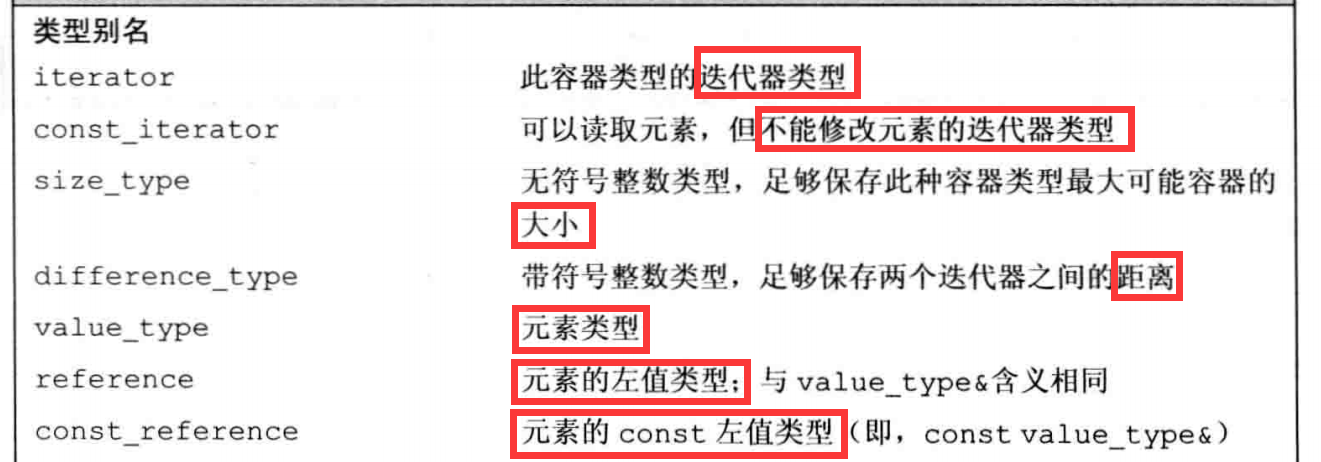 类型别名
iterator 此容器类型的迭代器类型
const_iterator 可以读取元素，但不能修改元素的迭代器类型
size_type 无符号整数类型，足够保存此种容器类型最大可能容器的
大小
difference_type 带符号整数类型，足够保存两个迭代器之间的距离
value_type 元素类型
reference 元素的左值类型；与 value_type&含义相同
const_reference 元素的 const 左值类型（即，const value_type&）